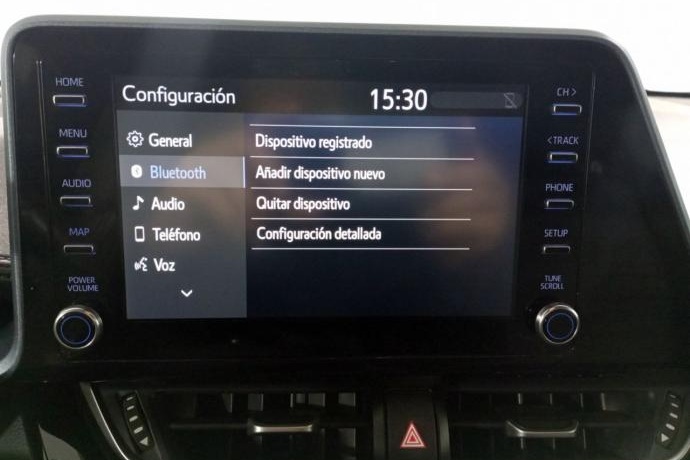 HOME
MENU
AUDIO
MAP
POWER
VOLUME
Configuración
15:30
General
Bluetooth
Audio
Teléfono
Voz
Dispositivo registrado
Añadir dispositivo nuevo
Quitar dispositivo
Configuración detallada
CH >
< TRACK
PHONE
SETUP
TUNE
SCROLL